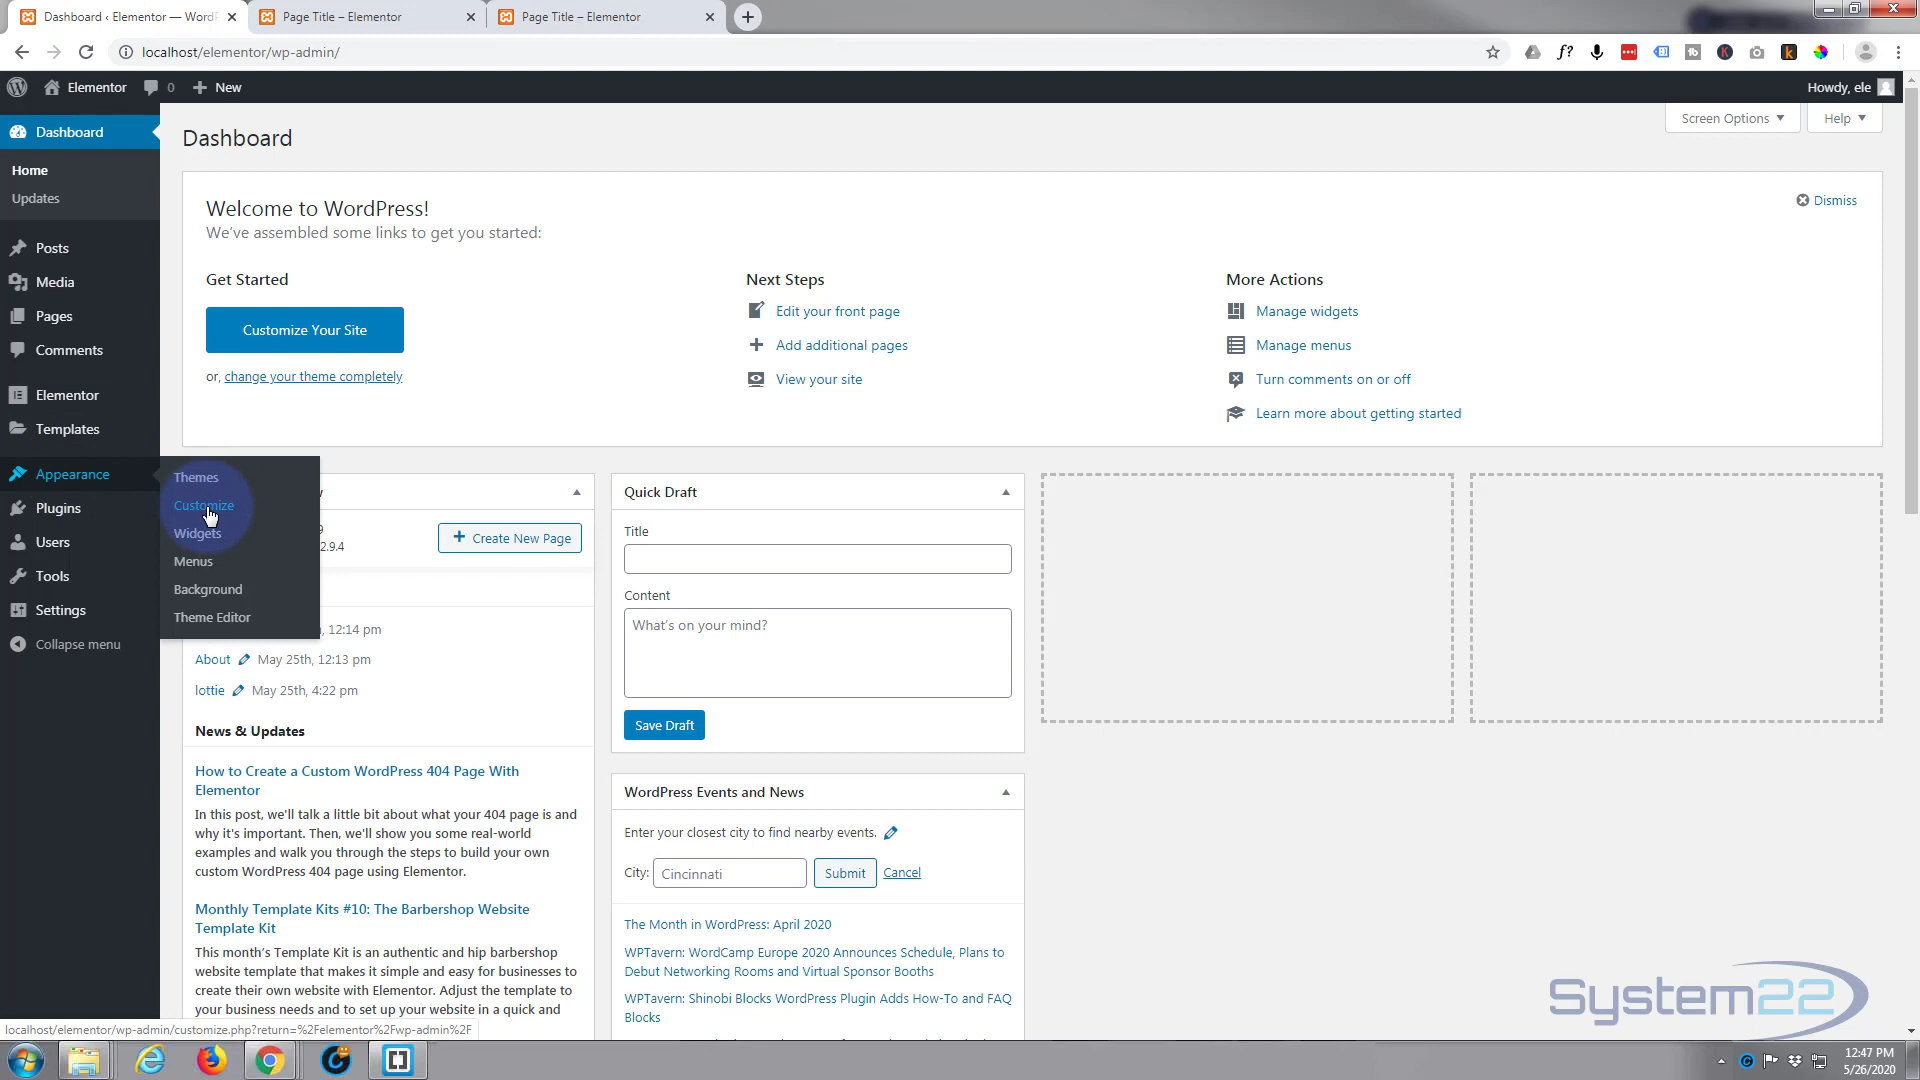 Dashboard ‹ Elementor — WordP
Page Title – Elementor
Page Title – Elementor
localhost/elementor/wp-admin/
Elementor
0
New
Howdy, ele
Dashboard
Home
Updates
Posts
Media
Pages
Comments
Elementor
Templates
Appearance
Plugins
Users
Tools
Settings
Collapse menu
Themes
Customize
Widgets
Menus
Background
Theme Editor
Dashboard
Screen Options
Help
Welcome to WordPress!
Dismiss
We've assembled some links to get you started:
Get Started
Customize Your Site
or, change your theme completely
Next Steps
Edit your front page
Add additional pages
View your site
More Actions
Manage widgets
Manage menus
Turn comments on or off
Learn more about getting started
2.9.4
Create New Page
, 12:14 pm
About May 25th, 12:13 pm
lottie May 25th, 4:22 pm
News & Updates
How to Create a Custom WordPress 404 Page With
Elementor
In this post, we'll talk a little bit about what your 404 page is and
why it's important. Then, we'll show you some real-world
examples and walk you through the steps to build your own
custom WordPress 404 page using Elementor.
Monthly Template Kits #10: The Barbershop Website
Template Kit
This month's Template Kit is an authentic and hip barbershop
website template that makes it simple and easy for businesses to
create their own website with Elementor. Adjust the template to
your business needs and to set up your website in a quick and
Quick Draft
Title
Content
What's on your mind?
Save Draft
WordPress Events and News
Enter your closest city to find nearby events.
City: Cincinnati Submit Cancel
The Month in WordPress: April 2020
WPTavern: WordCamp Europe 2020 Announces Schedule, Plans to
Debut Networking Rooms and Virtual Sponsor Booths
WPTavern: Shinobi Blocks WordPress Plugin Adds How-To and FAQ
Blocks
System22
localhost/elementor/wp-admin/customize.php?return=%2Felementor%2Fwp-admin%2F
12:47 PM
5/26/2020